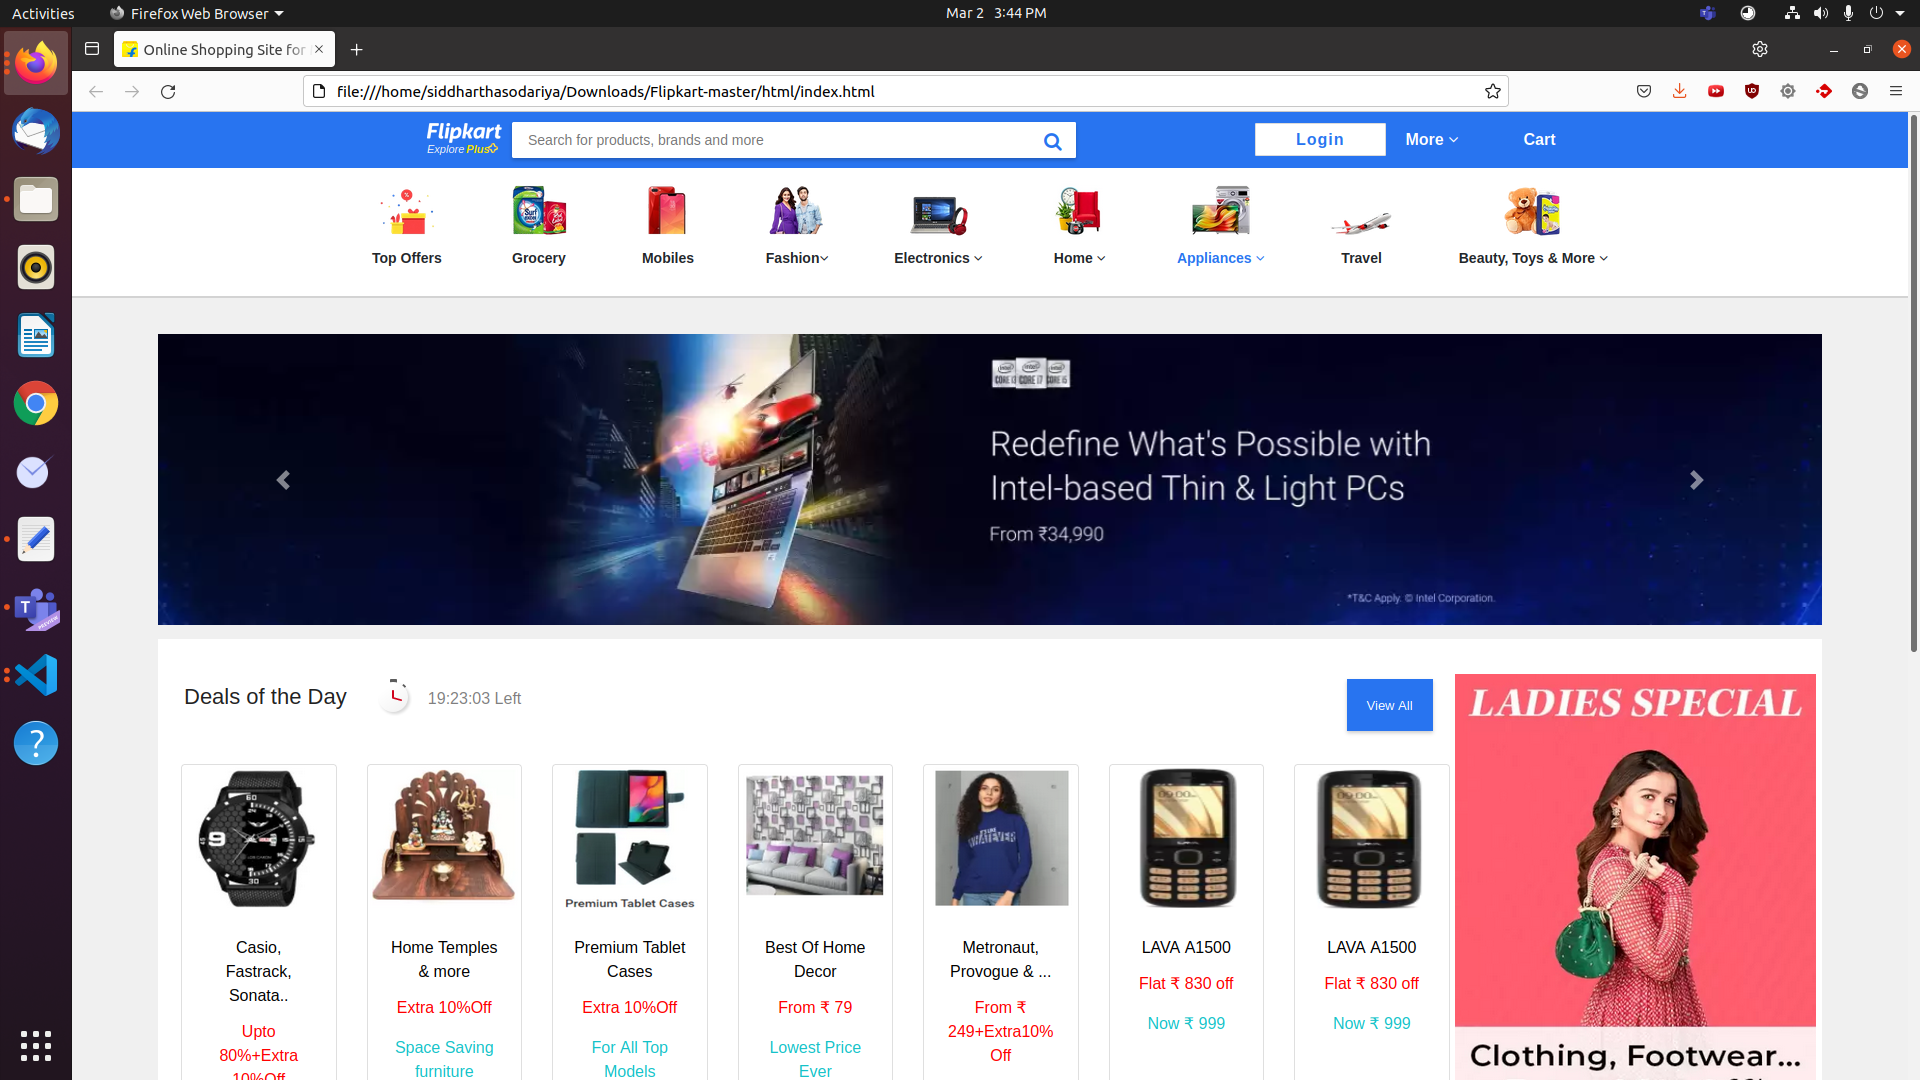 Activities
Firefox Web Browser
Mar 2 3:44 PM
Online Shopping Site for
file:///home/siddharthasodariya/Downloads/Flipkart-master/html/index.html
Flipkart
Explore Plus
Search for products, brands and more
Login
More
Cart
Top Offers
Grocery
Mobiles
Fashion
Electronics
Home
Appliances
Travel
Beauty, Toys & More
Redefine What's Possible with
Intel-based Thin & Light PCs
From ₹34,990
*T&C Apply. © Intel Corporation.
Deals of the Day
19:23:03 Left
View All
LADIES SPECIAL
Premium Tablet Cases
Casio,
Fastrack,
Sonata..
Upto
80%+Extra
10%Off
Home Temples
& more
Extra 10%Off
Space Saving
furniture
Premium Tablet
Cases
Extra 10%Off
For All Top
Models
Best Of Home
Decor
From ₹ 79
Lowest Price
Ever
Metronaut,
Provogue & ...
From ₹
249+Extra10%
Off
LAVA A1500
Flat ₹ 830 off
Now ₹ 999
LAVA A1500
Flat ₹ 830 off
Now ₹ 999
Clothing, Footwear...